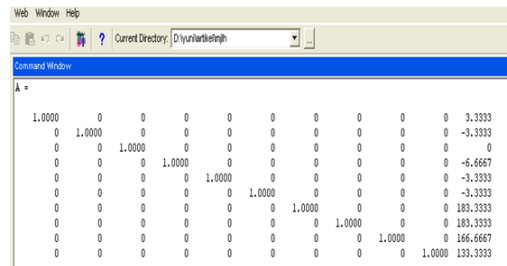 Web Window Help
? Current Directory: D:\yuni\artikel\mjlh ...
Command Window
A =
1.0000 0 0 0 0 0 0 0 0 0 3.3333
0 1.0000 0 0 0 0 0 0 0 0 -3.3333
0 0 1.0000 0 0 0 0 0 0 0 0
0 0 0 1.0000 0 0 0 0 0 0 -6.6667
0 0 0 0 1.0000 0 0 0 0 0 -3.3333
0 0 0 0 0 1.0000 0 0 0 0 -3.3333
0 0 0 0 0 0 1.0000 0 0 0 183.3333
0 0 0 0 0 0 0 1.0000 0 0 183.3333
0 0 0 0 0 0 0 0 1.0000 0 166.6667
0 0 0 0 0 0 0 0 0 1.0000 133.3333